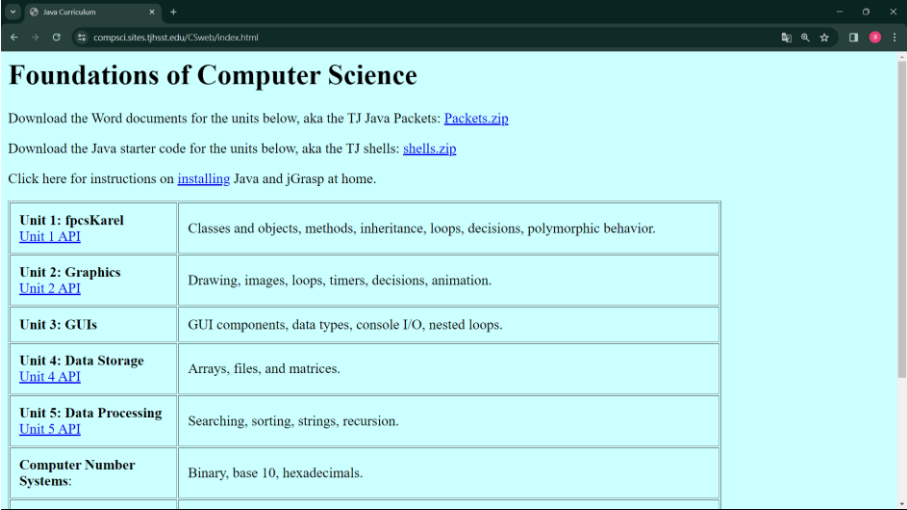 Java Curriculum
compsci.sites.tjhsst.edu/CSweb/index.html
Foundations of Computer Science
Download the Word documents for the units below, aka the TJ Java Packets: Packets.zip
Download the Java starter code for the units below, aka the TJ shells: shells.zip
Click here for instructions on installing Java and jGrasp at home.
Unit 1: fpcsKarel
Unit 1 API
Classes and objects, methods, inheritance, loops, decisions, polymorphic behavior.
Unit 2: Graphics
Unit 2 API
Drawing, images, loops, timers, decisions, animation.
Unit 3: GUIs
GUI components, data types, console I/O, nested loops.
Unit 4: Data Storage
Unit 4 API
Arrays, files, and matrices.
Unit 5: Data Processing
Unit 5 API
Searching, sorting, strings, recursion.
Computer Number
Systems:
Binary, base 10, hexadecimals.